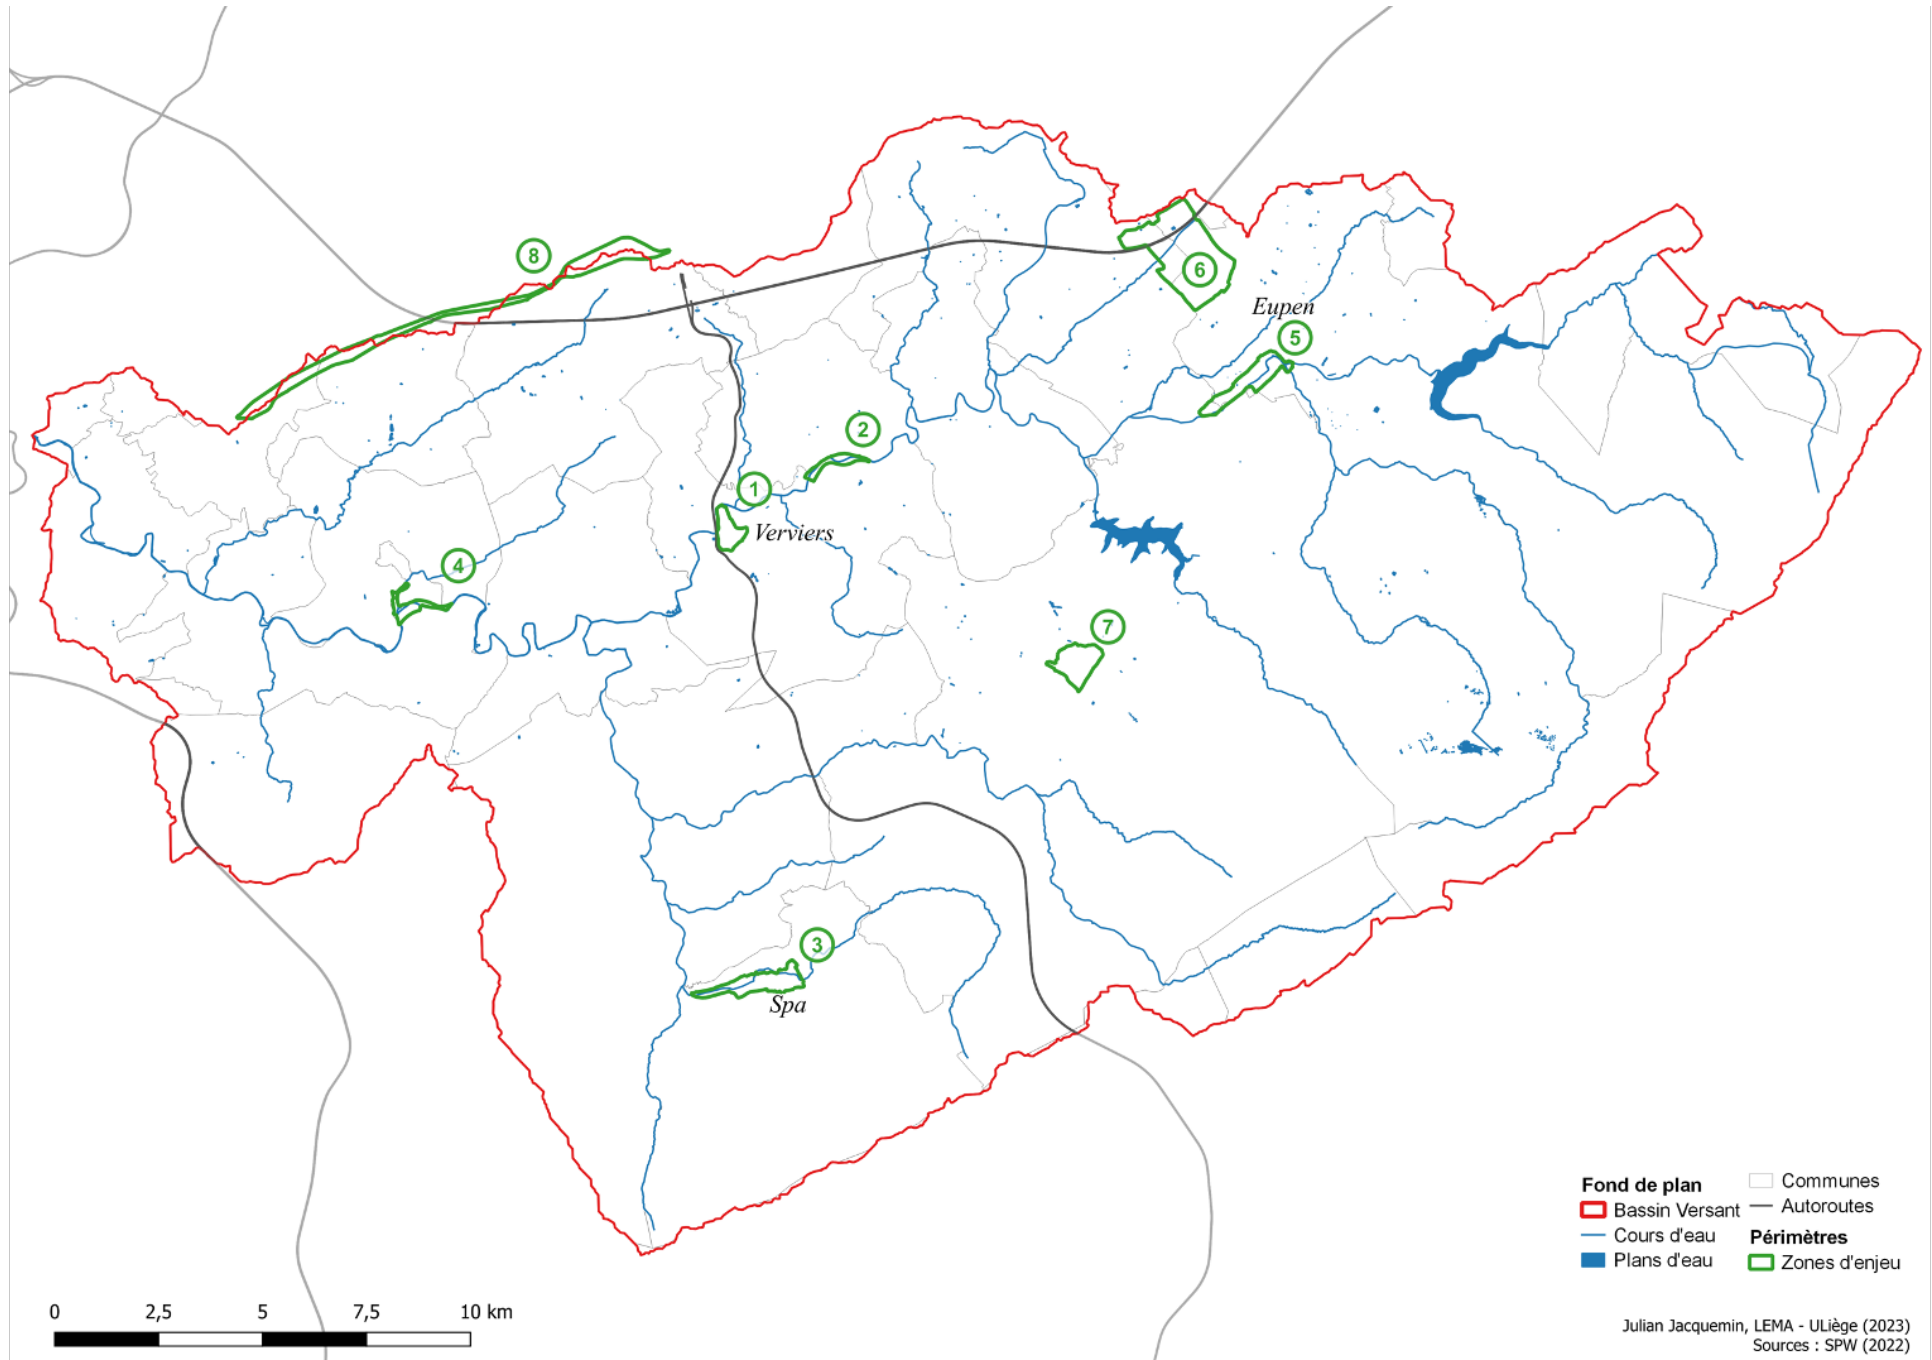 8
6
Eupen
5
2
1
Verviers
4
7
3
Spa
Fond de plan
Bassin Versant
Cours d'eau
Plans d'eau
Communes
Autoroutes
Périmètres
Zones d'enjeu
0 2,5 5 7,5 10 km
Julian Jacquemin, LEMA - ULiège (2023)
Sources : SPW (2022)